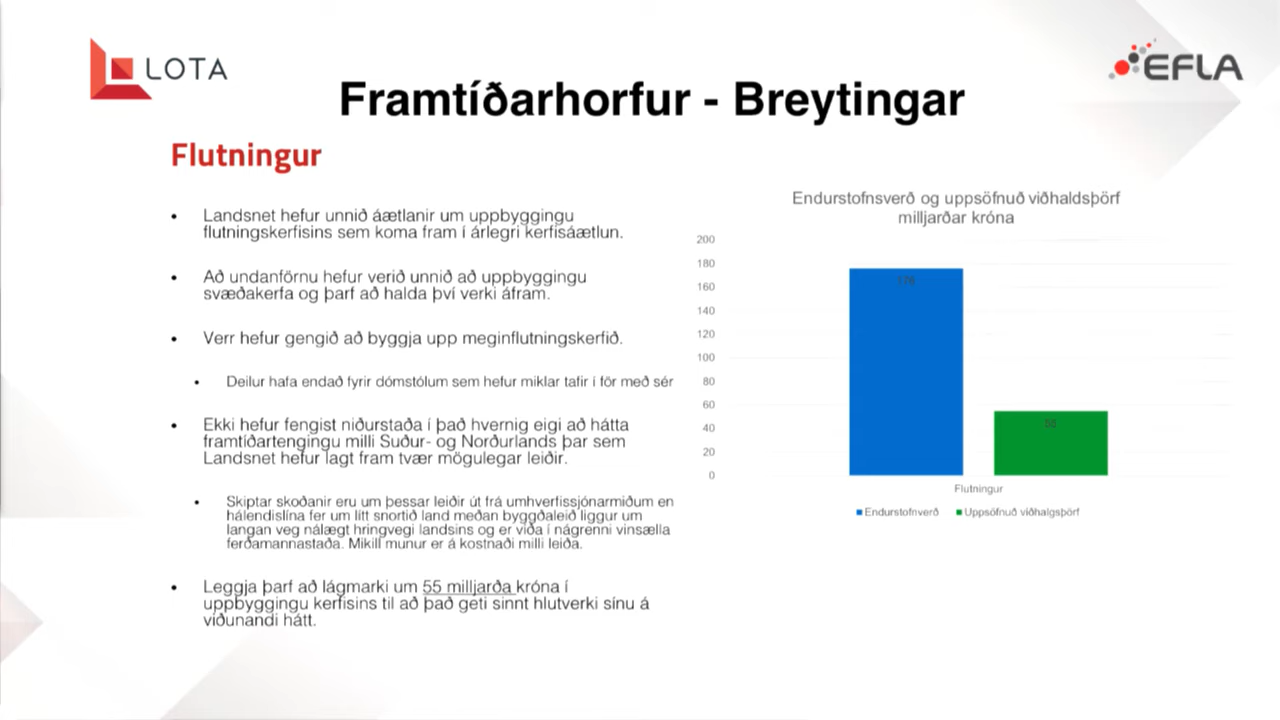 LOTA
EFLA
Framtíðarhorfur - Breytingar
Flutningur
• Landsnet hefur unnið áætlanir um uppbyggingu
flutningskerfisins sem koma fram í árlegri kerfisáætlun.
• Að undanförnu hefur verið unnið að uppbyggingu
svæðakerfa og þarf að halda því verki áfram.
• Verr hefur gengið að byggja upp meginflutningskerfið.
• Deilur hafa endað fyrir dómstólum sem hefur miklar tafir í för með sér
• Ekki hefur fengist niðurstaða í það hvernig eigi að hátta
framtíðartengingu milli Suður- og Norðurlands þar sem
Landsnet hefur lagt fram tvær mögulegar leiðir.
• Skiptar skoðanir eru um þessar leiðir út frá umhverfissjónarmiðum en
hálendislína fer um lítt snortið land meðan byggðaleið liggur um
langan veg nálægt hringvegi landsins og er víða í nágrenni vinsælla
ferðamannastaða. Mikill munur er á kostnaði milli leiða.
• Leggja þarf að lágmarki um 55 milljarða króna í
uppbyggingu kerfisins til að það geti sinnt hlutverki sínu á
viðunandi hátt.
Endurstofnsverð og uppsöfnuð viðhaldsþörf
milljarðar króna
200
180
160
140
120
100
80
60
40
20
0
Flutningur
Endurstofnverð Uppsöfnuð viðhalgsþörf